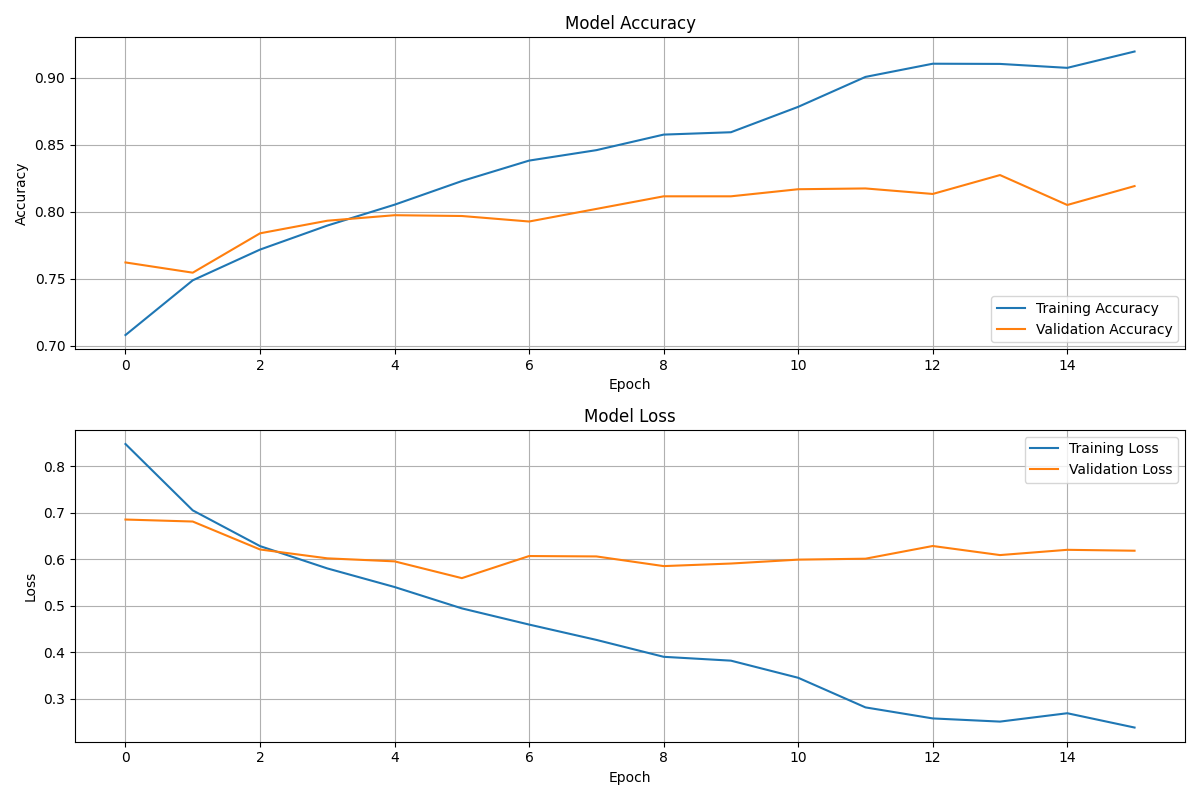 Model Accuracy
0.90
0.85
0.80
0.75
0.70
Accuracy
Training Accuracy
Validation Accuracy
0 2 4 6 8 10 12 14
Epoch
Model Loss
0.8
0.7
0.6
0.5
0.4
0.3
Loss
Training Loss
Validation Loss
0 2 4 6 8 10 12 14
Epoch